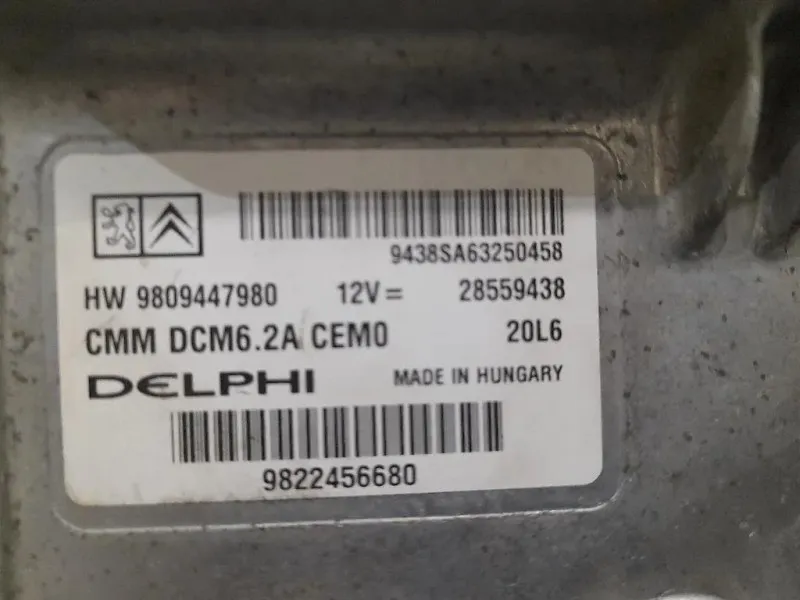 9438SA63250458
HW 9809447980 12V = 28559438
CMM DCM6.2A CEM0 20L6
DELPHI MADE IN HUNGARY
9822456680